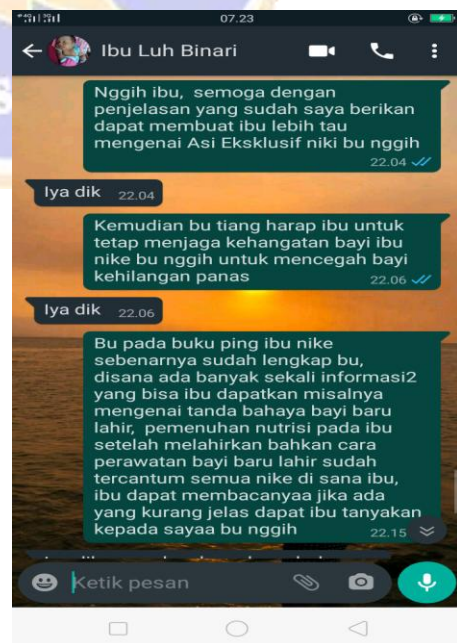 07.23
Ibu Luh Binari
Nggih ibu, semoga dengan
penjelasan yang sudah saya berikan
dapat membuat ibu lebih tau
mengenai Asi Eksklusif niki bu nggih
22.04
Iya dik 22.04
Kemudian bu tiang harap ibu untuk
tetap menjaga kehangatan bayi ibu
nike bu nggih untuk mencegah bayi
kehilangan panas 22.06
Iya dik 22.06
Bu pada buku ping ibu nike
sebenarnya sudah lengkap bu,
disana ada banyak sekali informasi2
yang bisa ibu dapatkan misalnya
mengenai tanda bahaya bayi baru
lahir, pemenuhan nutrisi pada ibu
setelah melahirkan bahkan cara
perawatan bayi baru lahir sudah
tercantum semua nike di sana ibu,
ibu dapat membacanyaa jika ada
yang kurang jelas dapat ibu tanyakan
kepada sayaa bu nggih 22.15
Ketik pesan